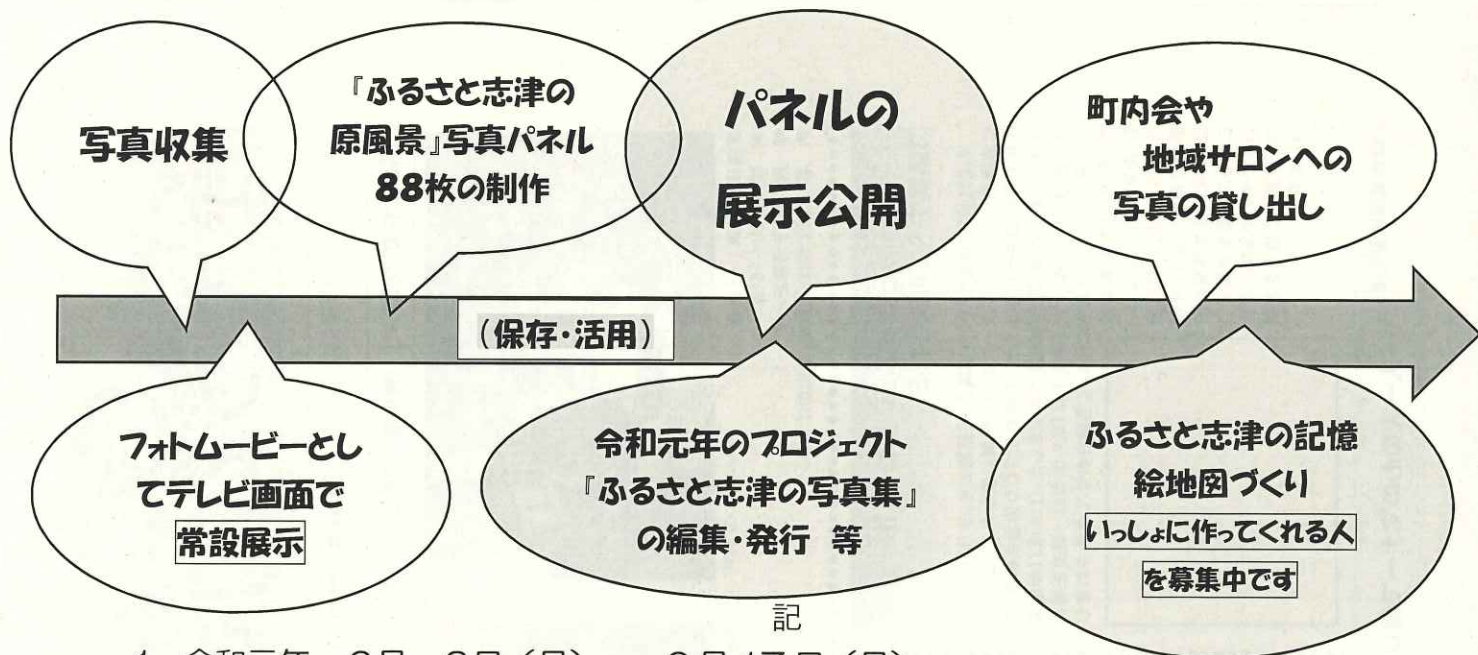 写真収集
『ふるさと志津の
原風景』写真パネル
88枚の制作
パネルの
展示公開
町内会や
地域サロンへの
写真の貸し出し
(保存・活用)
フォトムービーとし
てテレビ画面で
常設展示
令和元年のプロジェクト
『ふるさと志津の写真集』
の編集・発行 等
ふるさと志津の記憶
絵地図づくり
いっしょに作ってくれる人
を募集中です
記
令和元年